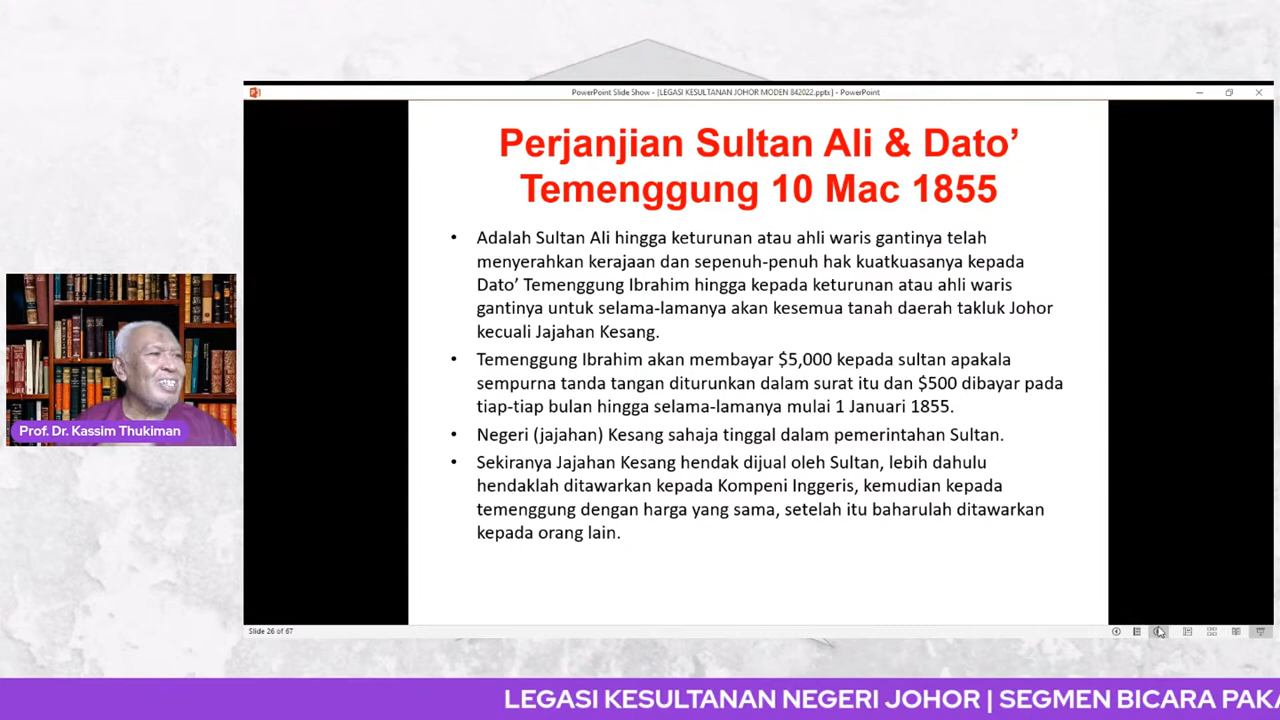 PowerPoint Slide Show - [LEGASI KESULTANAN JOHOR MODEN 842022.pptx] - PowerPoint
Perjanjian Sultan Ali & Dato’
Temenggung 10 Mac 1855
• Adalah Sultan Ali hingga keturunan atau ahli waris gantinya telah
menyerahkan kerajaan dan sepenuh-penuh hak kuatkuasanya kepada
Dato’ Temenggung Ibrahim hingga kepada keturunan atau ahli waris
gantinya untuk selama-lamanya akan kesemua tanah daerah takluk Johor
kecuali Jajahan Kesang.
• Temenggung Ibrahim akan membayar $5,000 kepada sultan apakala
sempurna tanda tangan diturunkan dalam surat itu dan $500 dibayar pada
tiap-tiap bulan hingga selama-lamanya mulai 1 Januari 1855.
• Negeri (jajahan) Kesang sahaja tinggal dalam pemerintahan Sultan.
• Sekiranya Jajahan Kesang hendak dijual oleh Sultan, lebih dahulu
hendaklah ditawarkan kepada Kompeni Inggeris, kemudian kepada
temenggung dengan harga yang sama, setelah itu baharulah ditawarkan
kepada orang lain.
Prof. Dr. Kassim Thukiman
Slide 26 of 67
LEGASI KESULTANAN NEGERI JOHOR | SEGMEN BICARA PAKA